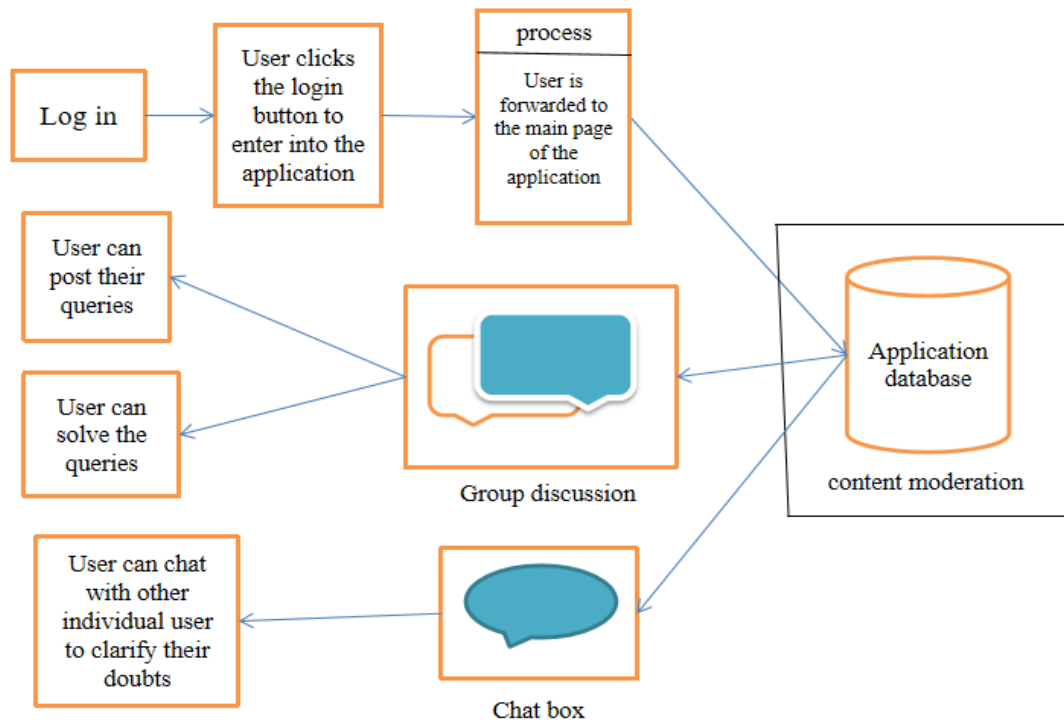 Log in
User clicks
the login
button to
enter into the
application
process
User is
forwarded to
the main page
of the
application
User can
post their
queries
User can
solve the
queries
Group discussion
Application
database
content moderation
User can chat
with other
individual user
to clarify their
doubts
Chat box